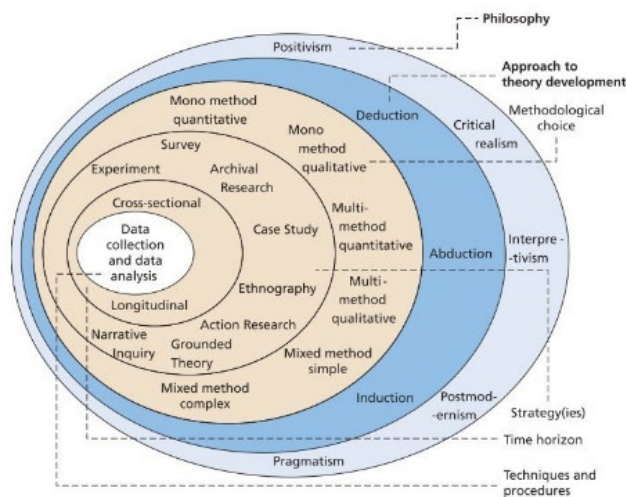 Philosophy
Positivism
Approach to
theory development
Mono method
quantitative
Deduction
Methodological
choice
Critical
realism
Mono
method
qualitative
Survey
Experiment
Archival
Research
Cross-sectional
Multi-
method
quantitative
Data
collection
and data
analysis
Case Study
Abduction
Interpre-
-tivism
Ethnography
Multi-
method
qualitative
Longitudinal
Action Research
Narrative
Inquiry
Grounded
Theory
Mixed method
simple
Mixed method
complex
Induction
Postmod-
-ernism
Strategy(ies)
Time horizon
Pragmatism
Techniques and
procedures